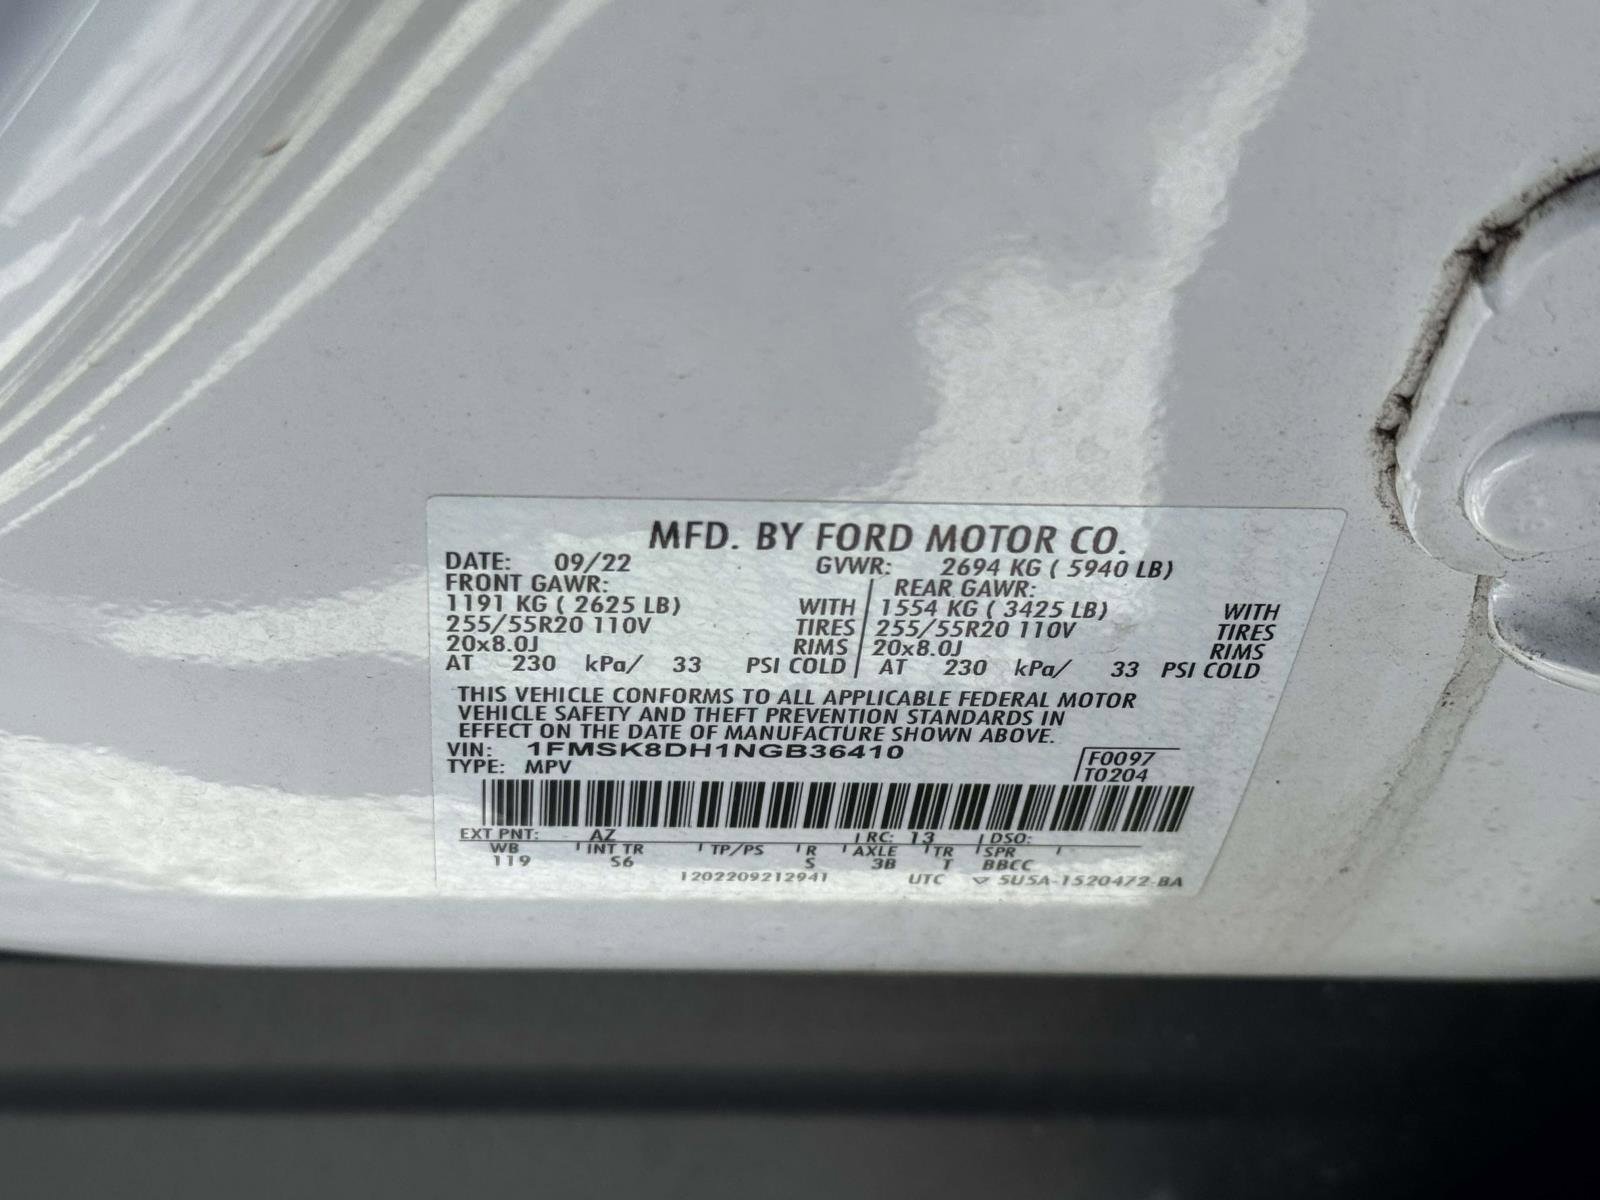 MFD. BY FORD MOTOR CO.
DATE: 09/22 GVWR: 2694 KG ( 5940 LB)
FRONT GAWR: REAR GAWR:
1191 KG ( 2625 LB) WITH 1554 KG ( 3425 LB) WITH
255/55R20 110V TIRES 255/55R20 110V TIRES
20x8.0J RIMS 20x8.0J RIMS
AT 230 kPa/ 33 PSI COLD AT 230 kPa/ 33 PSI COLD
THIS VEHICLE CONFORMS TO ALL APPLICABLE FEDERAL MOTOR
VEHICLE SAFETY AND THEFT PREVENTION STANDARDS IN
EFFECT ON THE DATE OF MANUFACTURE SHOWN ABOVE.
VIN: 1FMSK8DH1NGB36410 F0097
TYPE: MPV T0204
EXT PNT: AZ RC: 13 DSO:
WB INT TR TP/PS R AXLE TR SPR
119 S6 S 3B T BBCC
1202209212941 UTC 5U5A-1520472-BA